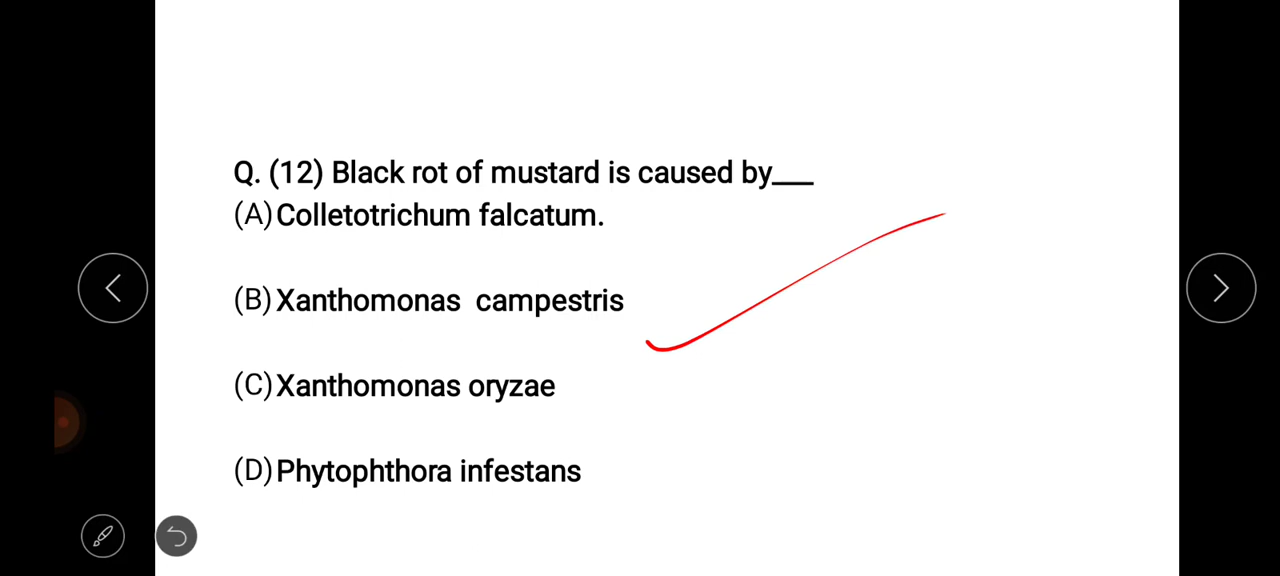 Q. (12) Black rot of mustard is caused by___
(A) Colletotrichum falcatum.
(B) Xanthomonas campestris
(C) Xanthomonas oryzae
(D) Phytophthora infestans